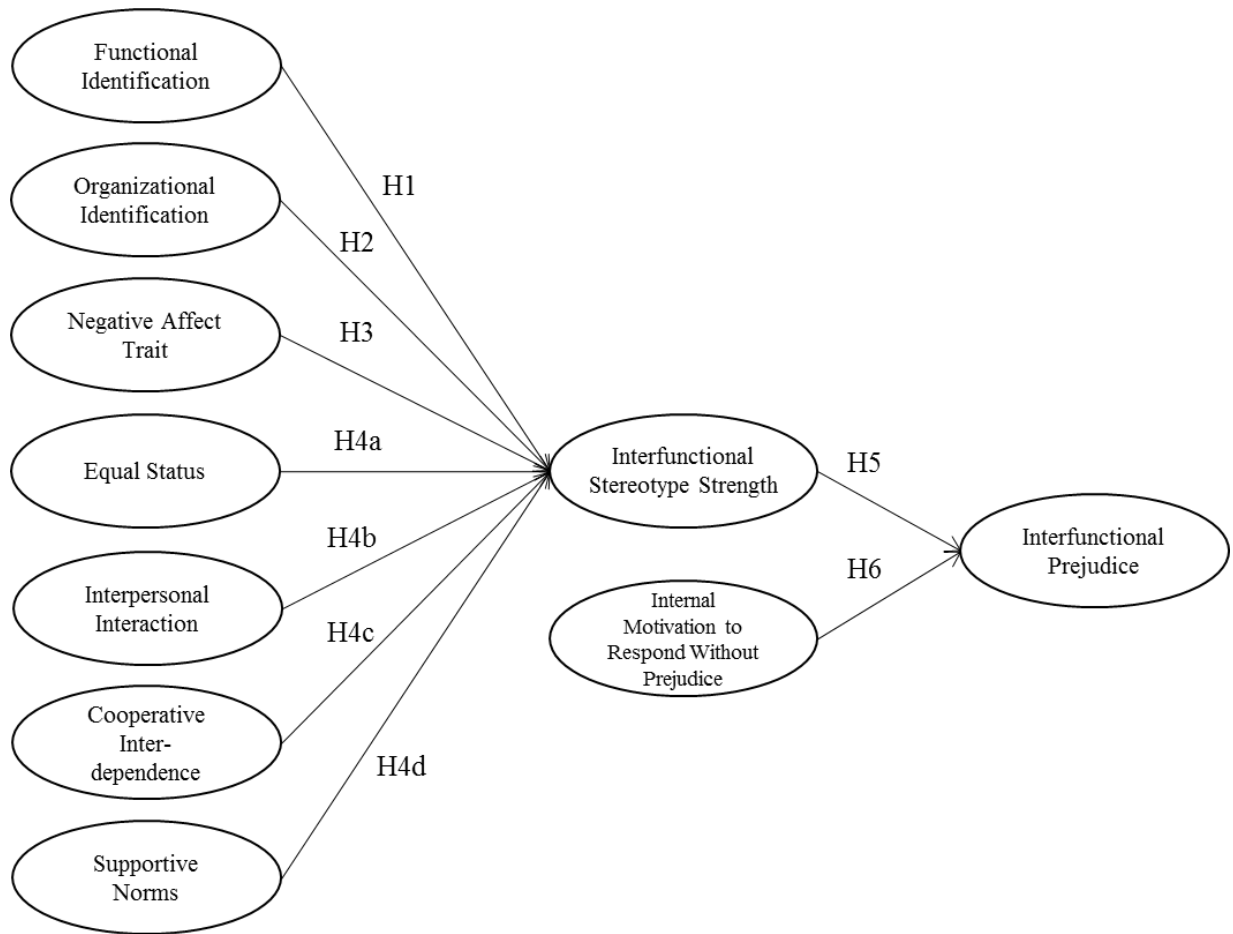 Functional
Identification
H1
Organizational
Identification
H2
Negative Affect
Trait
H3
Equal Status
H4a
Interfunctional
Stereotype Strength
H5
Interfunctional
Prejudice
Interpersonal
Interaction
H4b
H6
Internal
Motivation to
Respond Without
Prejudice
Cooperative
Inter-
dependence
H4c
Supportive
Norms
H4d